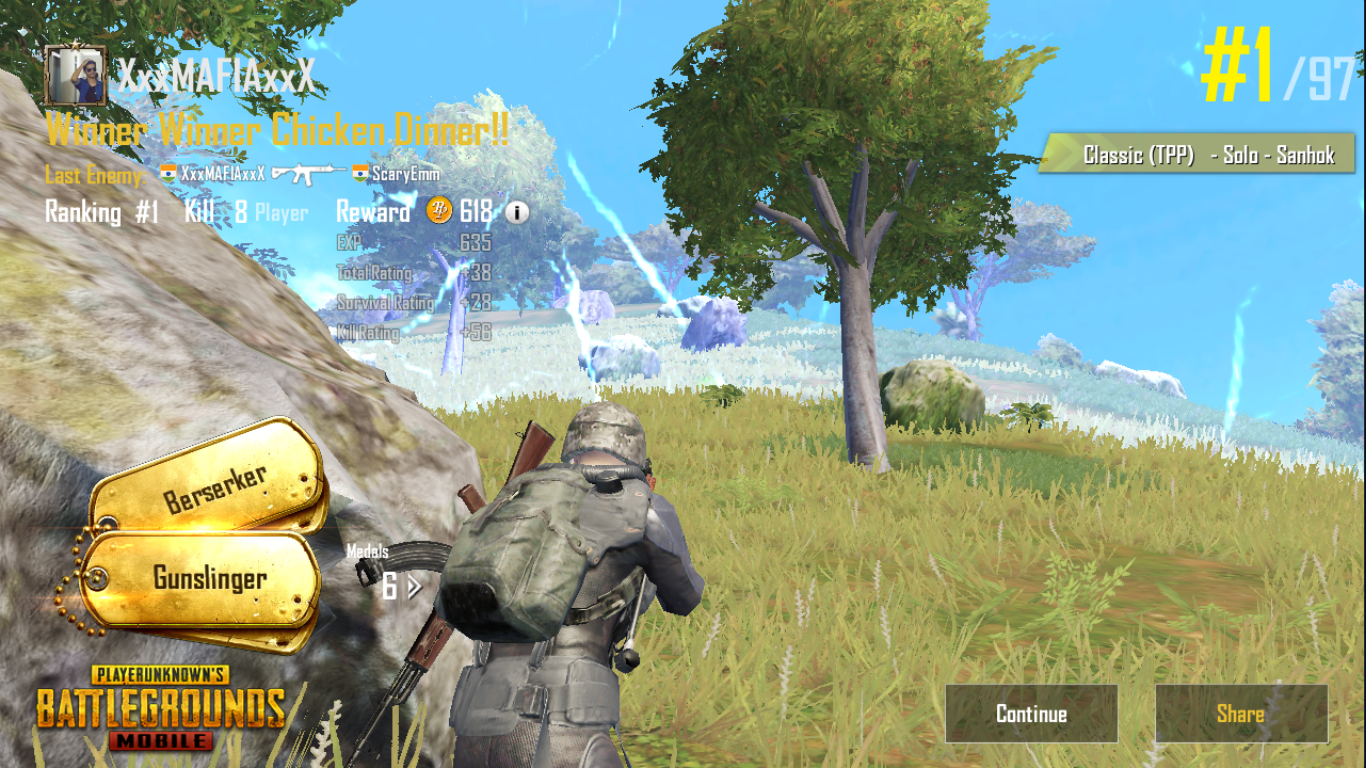 XxxMAFIAxxX
#1/97
Winner Winner Chicken Dinner!!
Classic (TPP) - Solo - Sanhok
Last Enemy: XxxMAFIAxxX ScaryEmm
Ranking #1 Kill 8 Player Reward 618 i
EXP 635
Total Rating +38
Survival Rating +28
Kill Rating +56
Berserker
Gunslinger
Medals
6
PLAYERUNKNOWN'S
BATTLEGROUNDS
MOBILE
Continue
Share